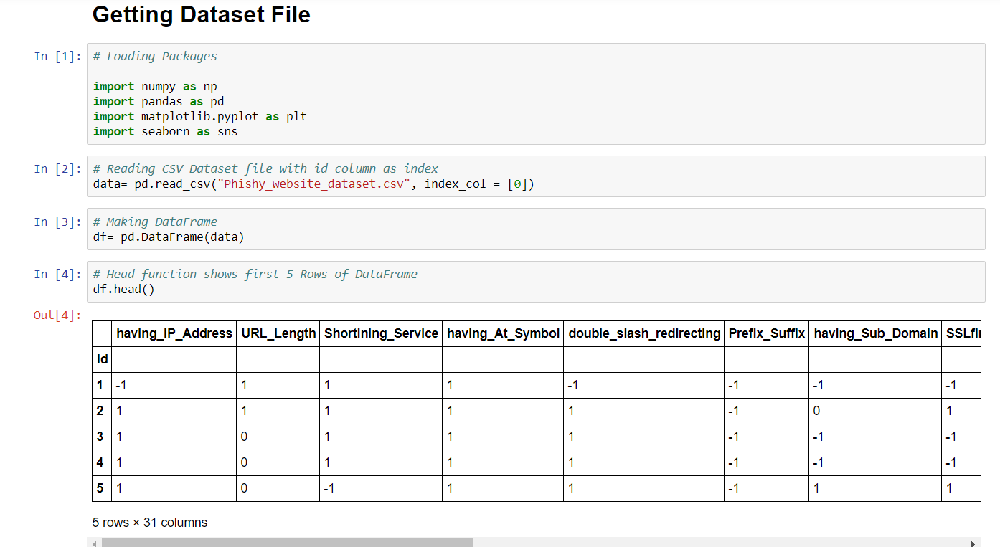 Getting Dataset File
In [1]: # Loading Packages
import numpy as np
import pandas as pd
import matplotlib.pyplot as plt
import seaborn as sns
In [2]: # Reading CSV Dataset file with id column as index
data= pd.read_csv("Phishy_website_dataset.csv", index_col = [0])
In [3]: # Making DataFrame
df= pd.DataFrame(data)
In [4]: # Head function shows first 5 Rows of DataFrame
df.head()
Out[4]:
having_IP_Address URL_Length Shortining_Service having_At_Symbol double_slash_redirecting Prefix_Suffix having_Sub_Domain SSLfi
id
1 -1 1 1 1 -1 -1 -1 -1
2 1 1 1 1 1 -1 0 1
3 1 0 1 1 1 -1 -1 -1
4 1 0 1 1 1 -1 -1 -1
5 1 0 -1 1 1 -1 1 1
5 rows × 31 columns